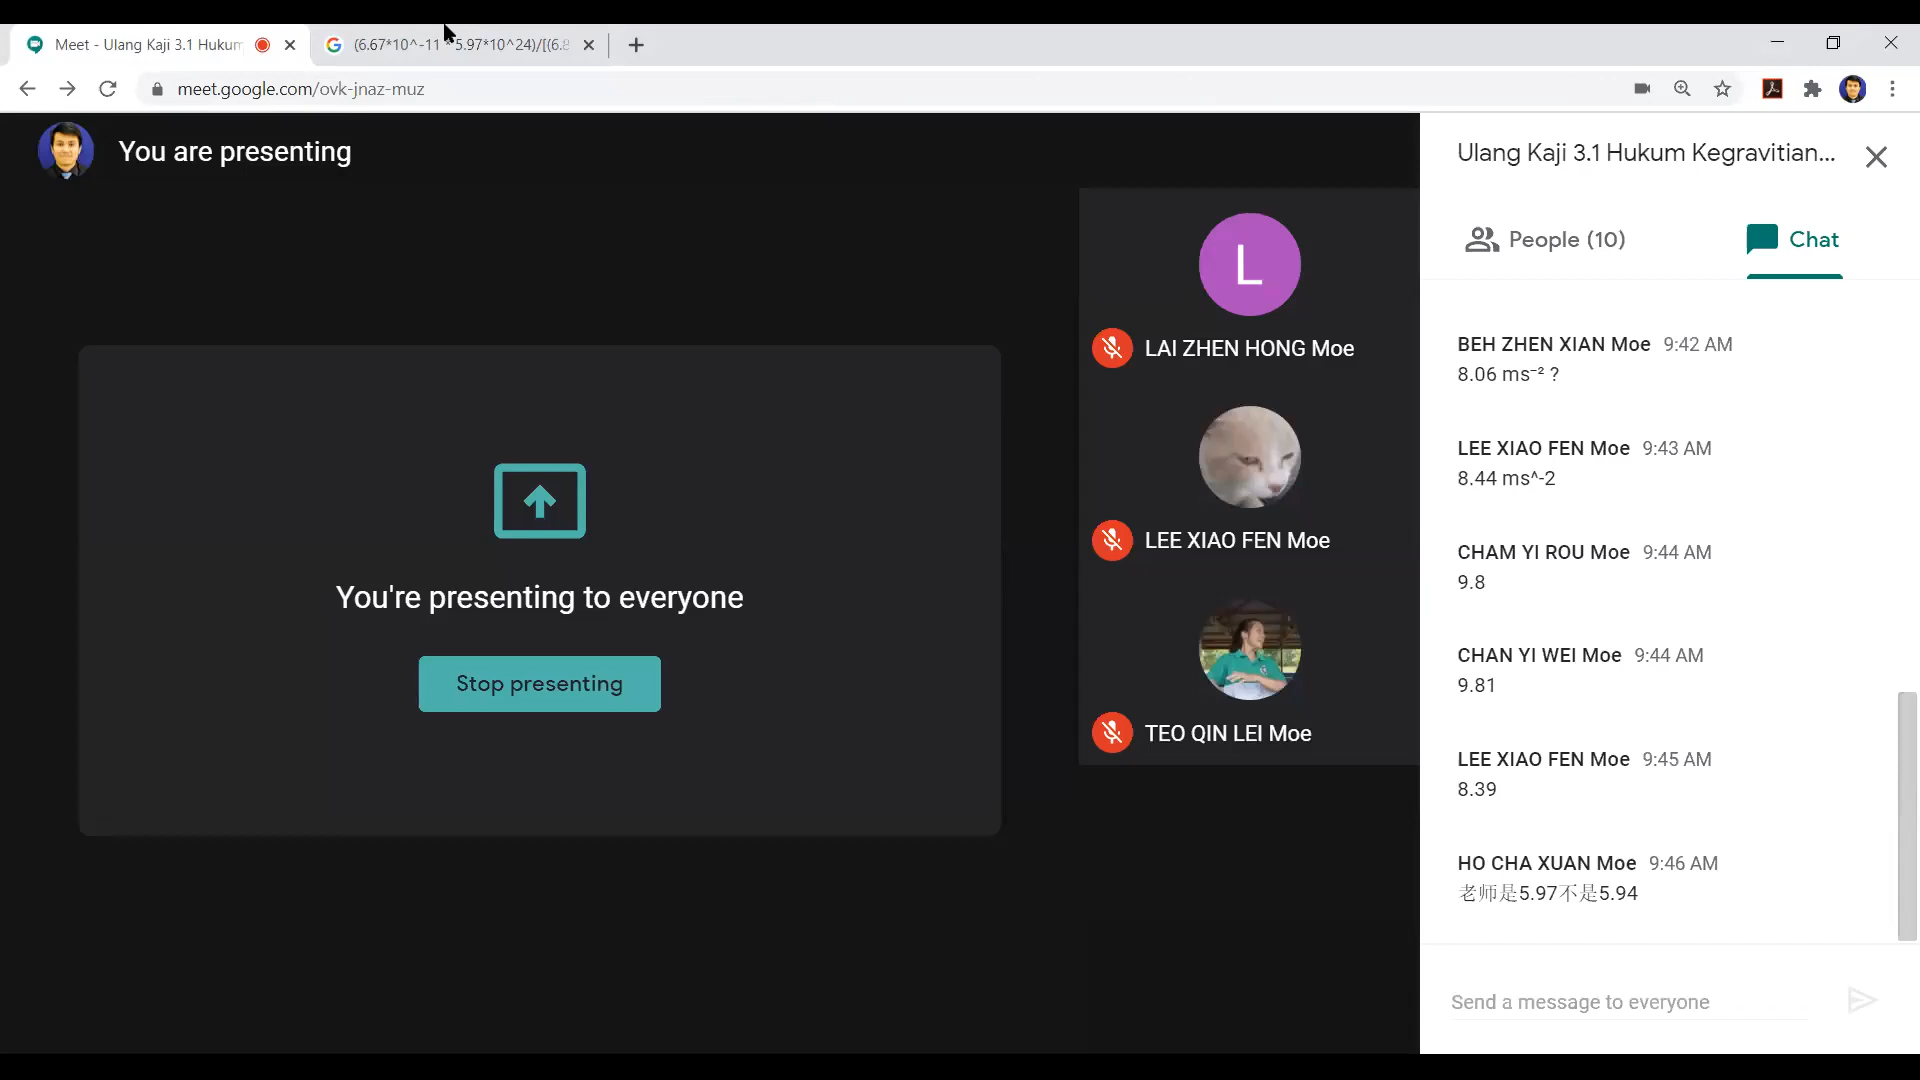 Meet - Ulang Kaji 3.1 Hukum
(6.67*10^-11 * 5.97*10^24)/[(6.8
meet.google.com/ovk-jnaz-muz
You are presenting
You're presenting to everyone
Stop presenting
L
LAI ZHEN HONG Moe
LEE XIAO FEN Moe
TEO QIN LEI Moe
Ulang Kaji 3.1 Hukum Kegravitian...
People (10)
Chat
BEH ZHEN XIAN Moe 9:42 AM
8.06 ms⁻² ?
LEE XIAO FEN Moe 9:43 AM
8.44 ms^-2
CHAM YI ROU Moe 9:44 AM
9.8
CHAN YI WEI Moe 9:44 AM
9.81
LEE XIAO FEN Moe 9:45 AM
8.39
HO CHA XUAN Moe 9:46 AM
老师是5.97不是5.94
Send a message to everyone